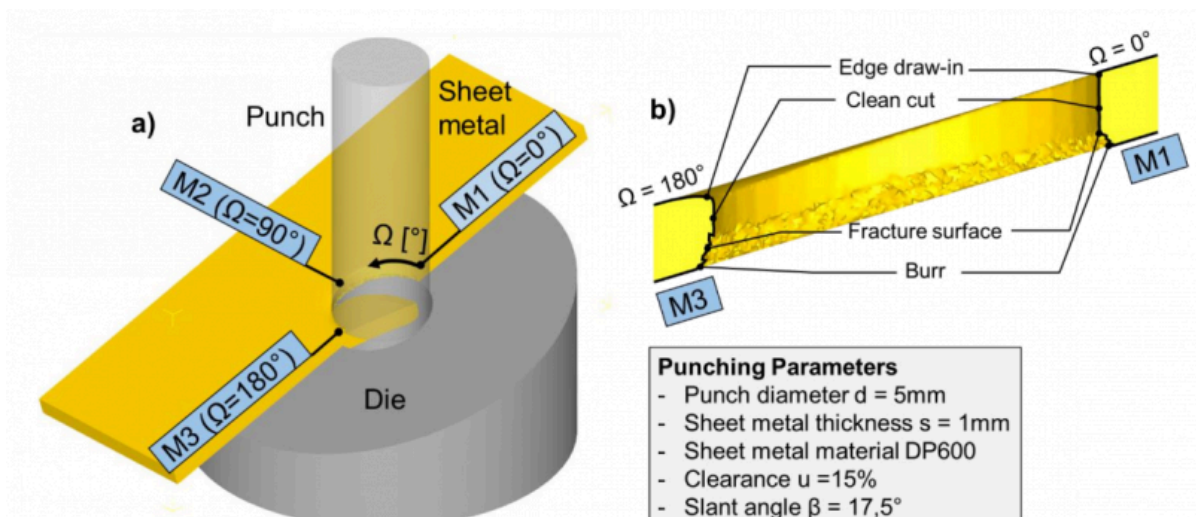 a)
Punch
Sheet
metal
M2 (Ω=90°)
M1 (Ω=0°)
Ω [°]
M3 (Ω=180°)
Die
b)
Ω = 0°
Edge draw-in
Clean cut
M1
Ω = 180°
Fracture surface
Burr
M3
Punching Parameters
- Punch diameter d = 5mm
- Sheet metal thickness s = 1mm
- Sheet metal material DP600
- Clearance u =15%
- Slant angle β = 17,5°